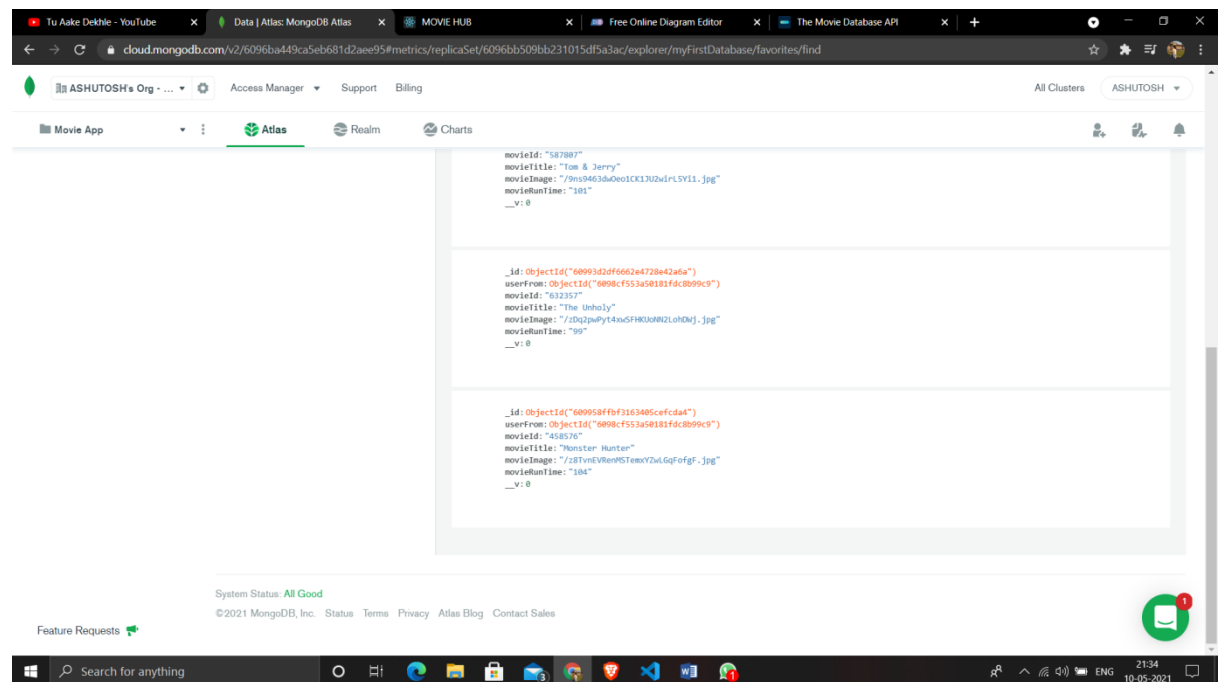 Tu Aake Dekhle - YouTube
Data | Atlas: MongoDB Atlas
MOVIE HUB
Free Online Diagram Editor
The Movie Database API
cloud.mongodb.com/v2/6096ba449ca5eb681d2aee95#metrics/replicaSet/6096bb509bb231015df5a3ac/explorer/myFirstDatabase/favorites/find
ASHUTOSH's Org - ... Access Manager Support Billing All Clusters ASHUTOSH
Movie App Atlas Realm Charts
movieId: "587807"
movieTitle: "Tom & Jerry"
movieImage: "/9ns9463dwOeo1CK1JU2wirL5Yi1.jpg"
movieRunTime: "101"
__v: 0
_id: ObjectId("60993d2df6662e4728e42a6a")
userFrom: ObjectId("6098cf553a50181fdc8b99c9")
movieId: "632357"
movieTitle: "The Unholy"
movieImage: "/zDq2pwPyt4xwSFHKUoNN2LohDWj.jpg"
movieRunTime: "99"
__v: 0
_id: ObjectId("609958ffbf3163405cefcda4")
userFrom: ObjectId("6098cf553a50181fdc8b99c9")
movieId: "458576"
movieTitle: "Monster Hunter"
movieImage: "/z8TvnEVRenMSTemxYZwLGqFofgF.jpg"
movieRunTime: "104"
__v: 0
System Status: All Good
©2021 MongoDB, Inc. Status Terms Privacy Atlas Blog Contact Sales
1
Feature Requests
Search for anything
3
1
ENG
21:34
10-05-2021